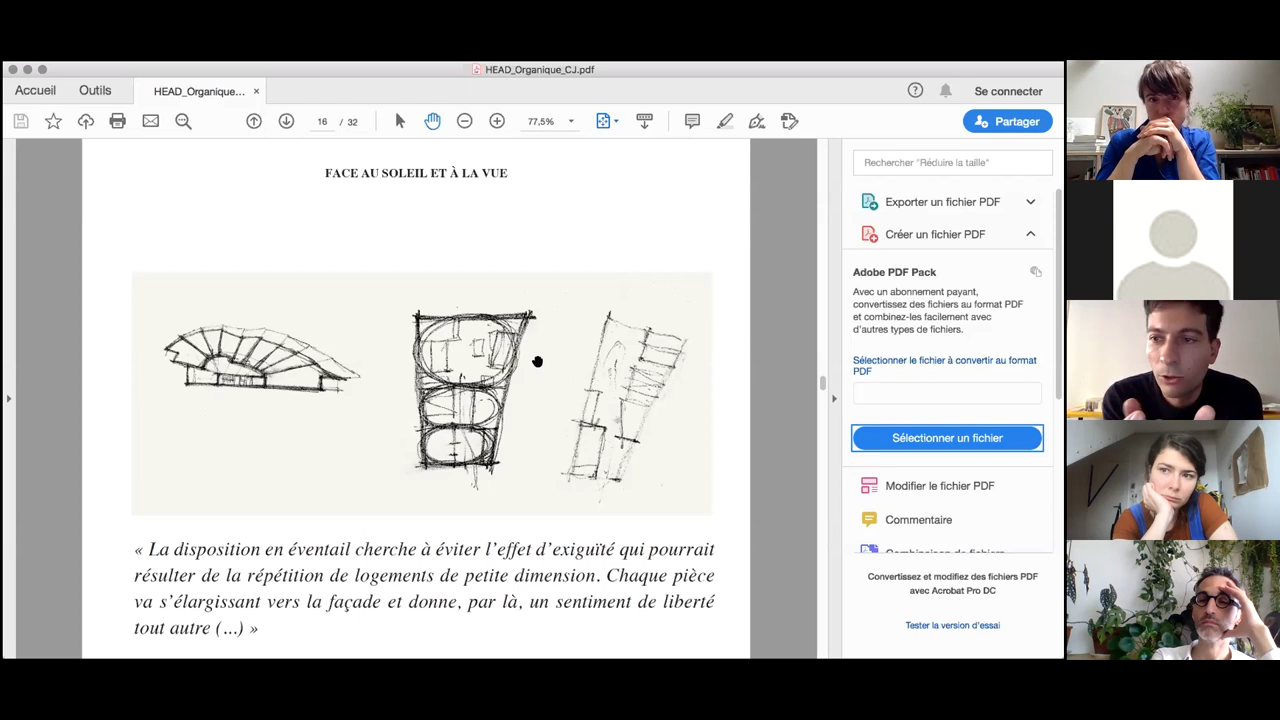 HEAD_Organique_CJ.pdf
Accueil
Outils
HEAD_Organique...
Se connecter
16 / 32
77,5%
Partager
FACE AU SOLEIL ET À LA VUE
« La disposition en éventail cherche à éviter l'effet d'exiguïté qui pourrait
résulter de la répétition de logements de petite dimension. Chaque pièce
va s'élargissant vers la façade et donne, par là, un sentiment de liberté
tout autre (...) »
Rechercher "Réduire la taille"
Exporter un fichier PDF
Créer un fichier PDF
Adobe PDF Pack
Avec un abonnement payant,
convertissez des fichiers au format PDF
et combinez-les facilement avec
d'autres types de fichiers.
Sélectionner le fichier à convertir au format
PDF
Sélectionner un fichier
Modifier le fichier PDF
Commentaire
Convertissez et modifiez des fichiers PDF
avec Acrobat Pro DC
Tester la version d'essai